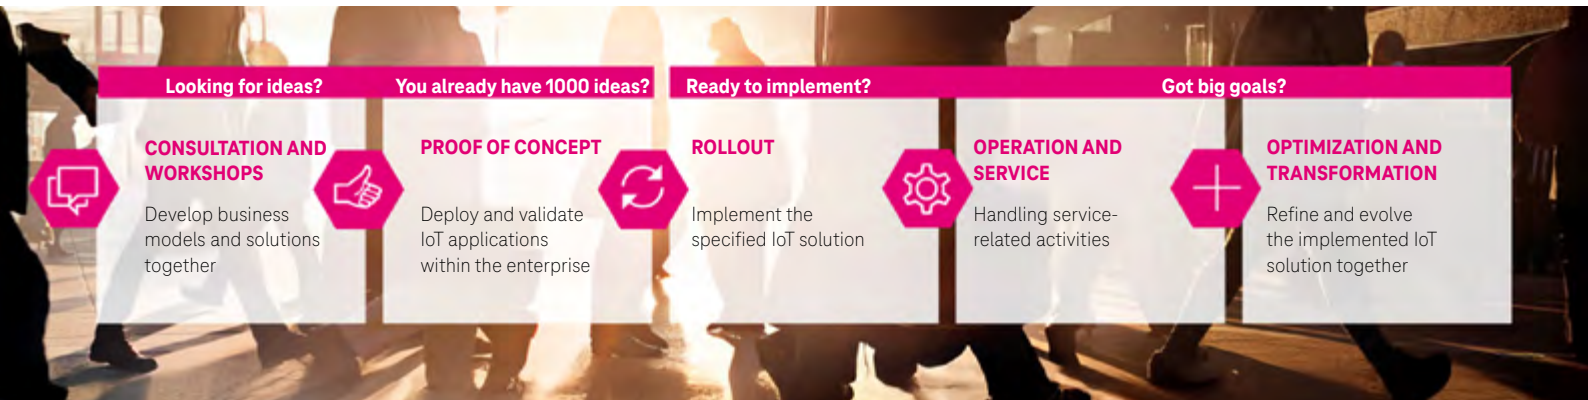 Looking for ideas?
You already have 1000 ideas?
Ready to implement?
Got big goals?
CONSULTATION AND
WORKSHOPS
Develop business
models and solutions
together
PROOF OF CONCEPT
Deploy and validate
IoT applications
within the enterprise
ROLLOUT
Implement the
specified IoT solution
OPERATION AND
SERVICE
Handling service-
related activities
OPTIMIZATION AND
TRANSFORMATION
Refine and evolve
the implemented IoT
solution together